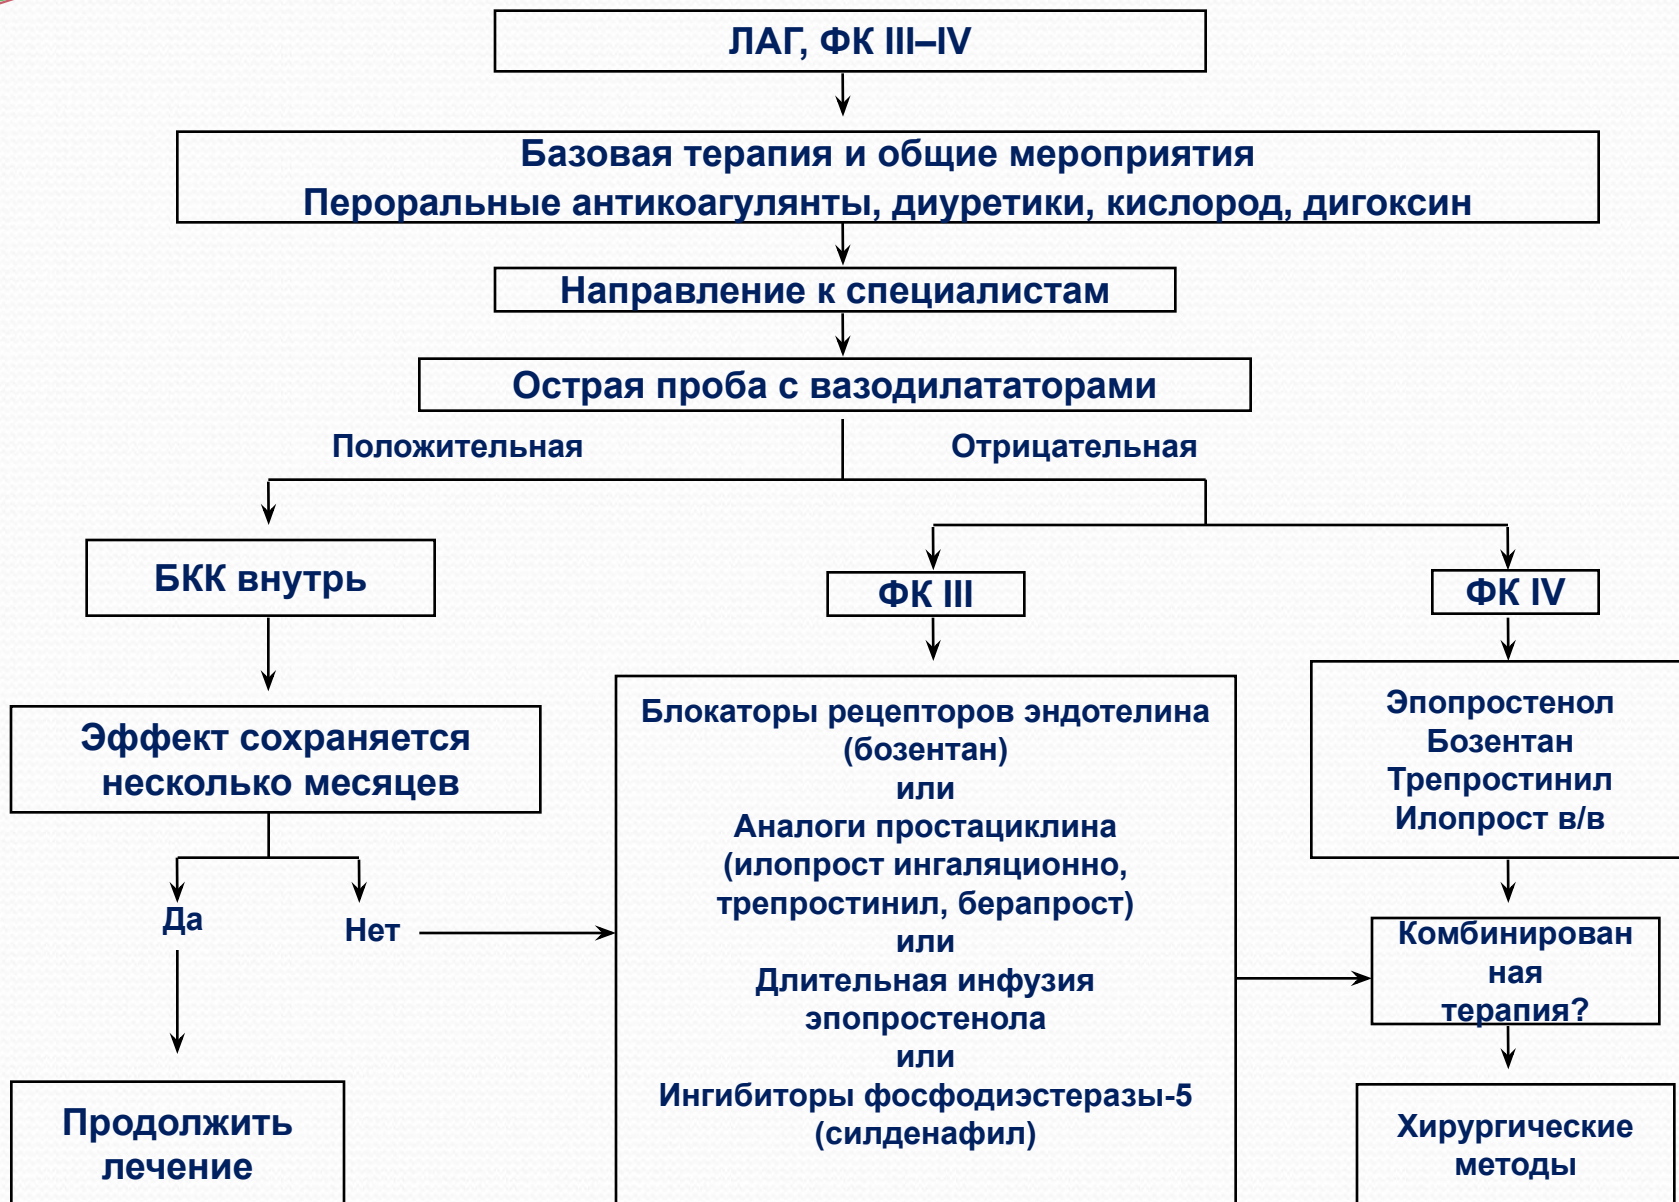 ЛАГ, ФК III–IV
Базовая терапия и общие мероприятия
Пероральные антикоагулянты, диуретики, кислород, дигоксин
Направление к специалистам
Острая проба с вазодилататорами
Положительная
Отрицательная
БКК внутрь
ФК III
ФК IV
Эффект сохраняется
несколько месяцев
Да
Нет
Продолжить
лечение
Блокаторы рецепторов эндотелина
(бозентан)
или
Аналоги простациклина
(илопрост ингаляционно,
трепростинил, берапрост)
или
Длительная инфузия
эпопростенола
или
Ингибиторы фосфодиэстеразы-5
(силденафил)
Эпопростенол
Бозентан
Трепростинил
Илопрост в/в
Комбинирован
ная
терапия?
Хирургические
методы